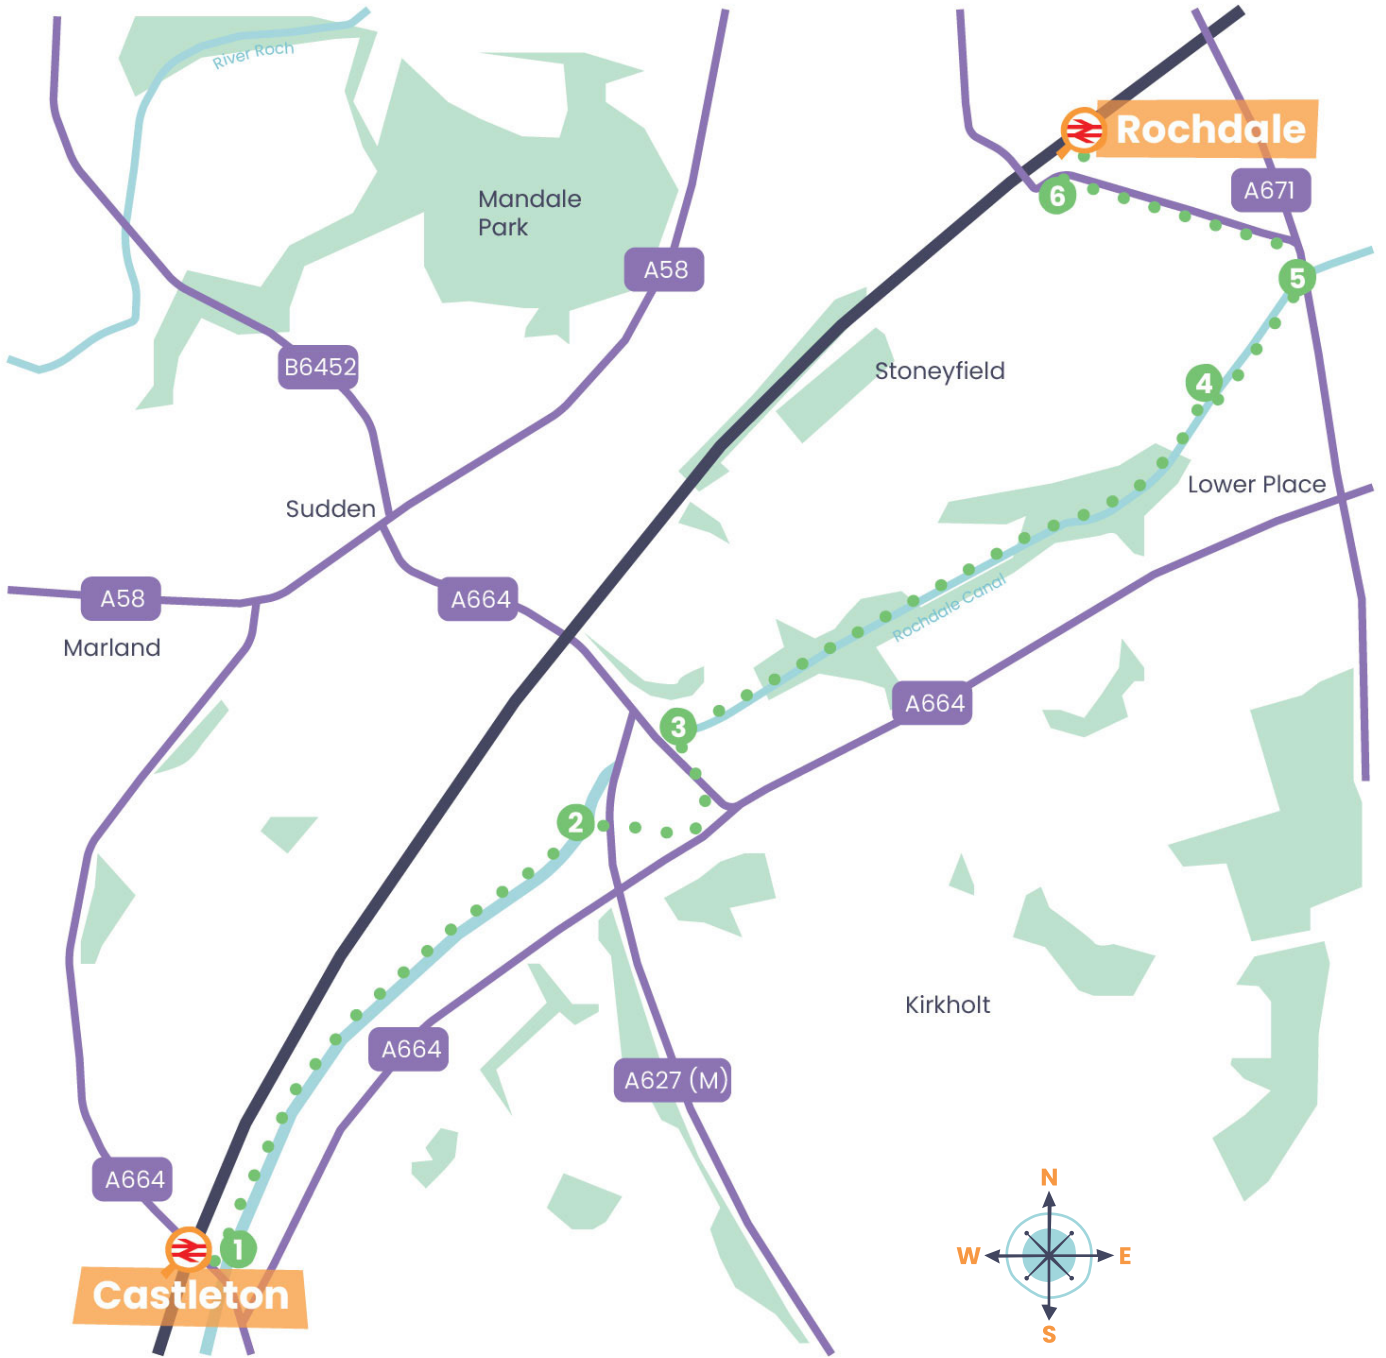 River Roch
Rochdale
Mandale
Park
6
A671
A58
5
B6452
Stoneyfield
4
Sudden
Lower Place
A58
A664
Rochdale Canal
Marland
A664
3
2
Kirkholt
A664
A627 (M)
A664
N
W
E
S
1
Castleton